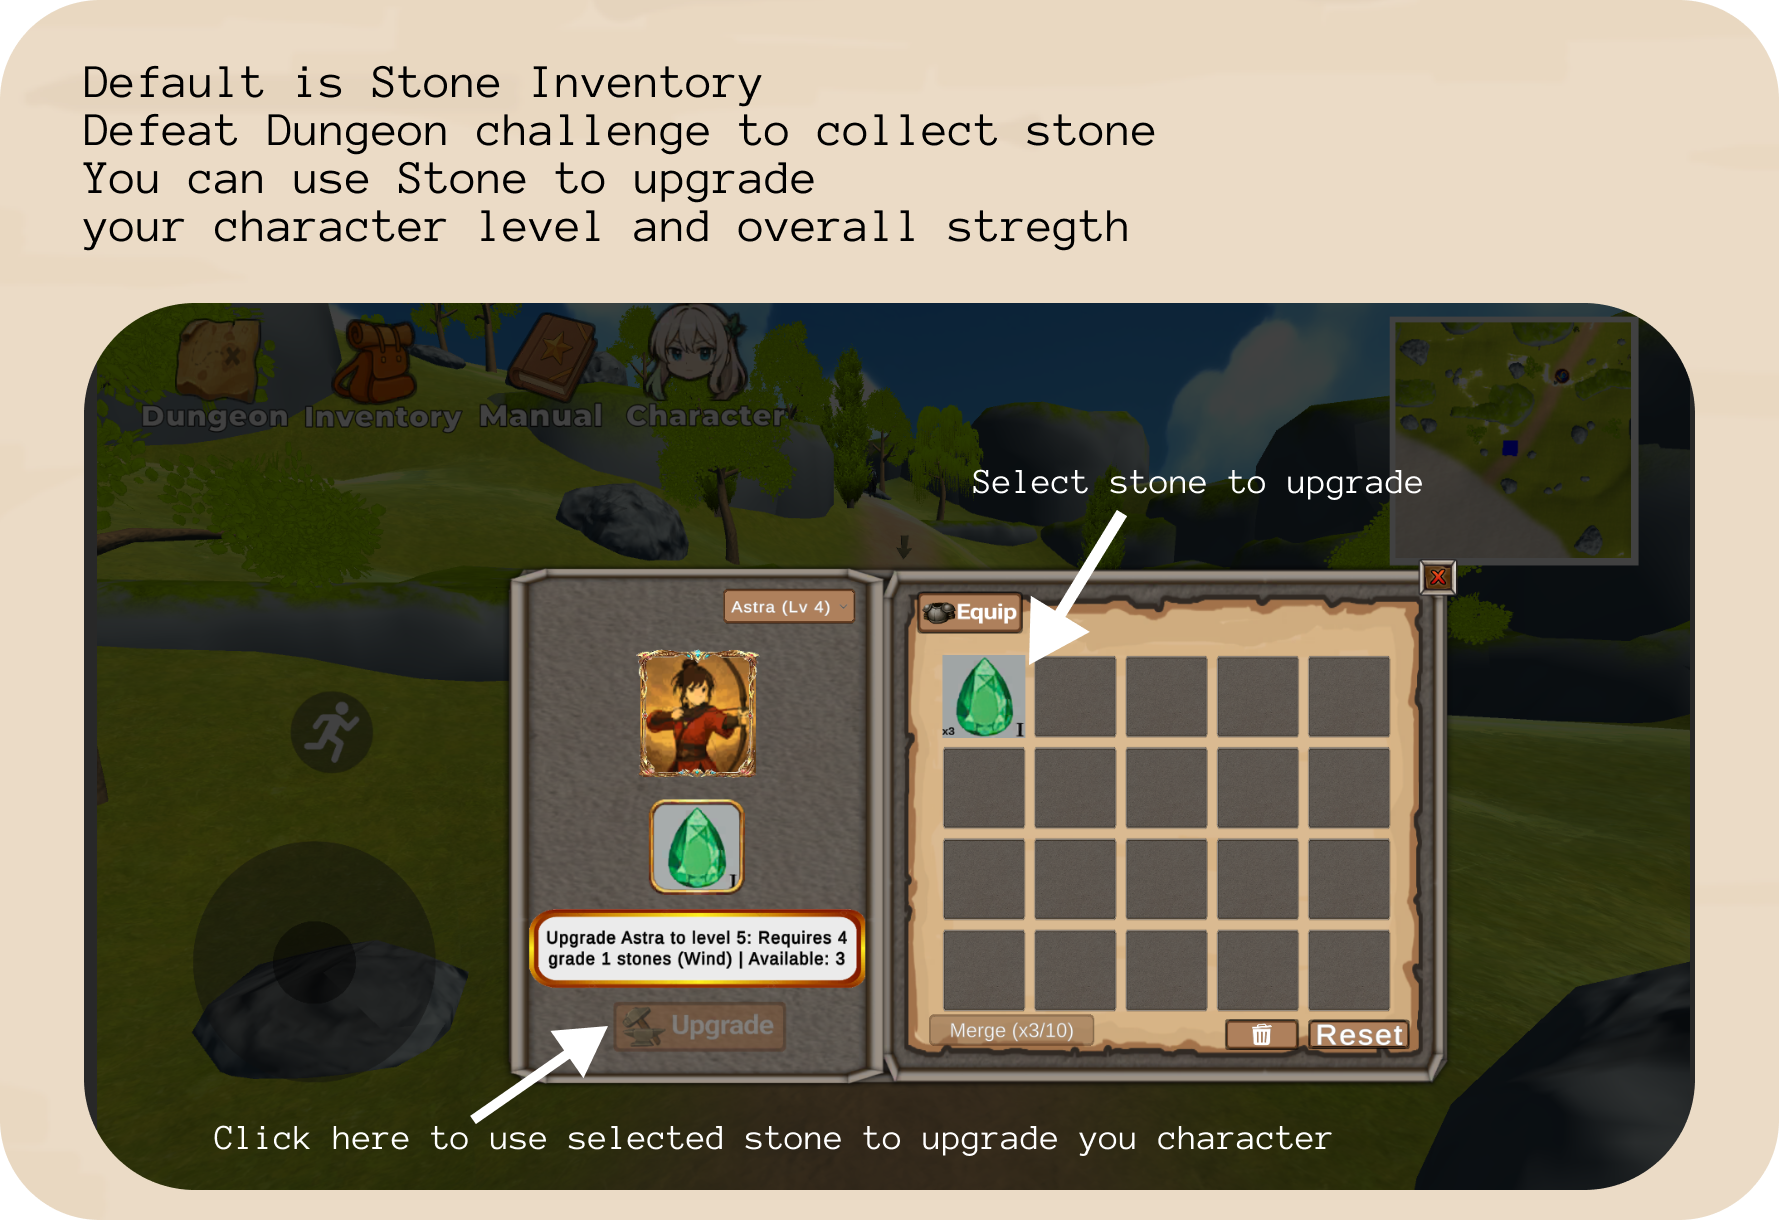 Default is Stone Inventory
Defeat Dungeon challenge to collect stone
You can use Stone to upgrade
your character level and overall stregth
Dungeon Inventory Manual Character
Select stone to upgrade
Astra (Lv 4)
Equip
x3 I
I
Upgrade Astra to level 5: Requires 4
grade 1 stones (Wind) | Available: 3
Upgrade
Merge (x3/10)
Reset
Click here to use selected stone to upgrade you character